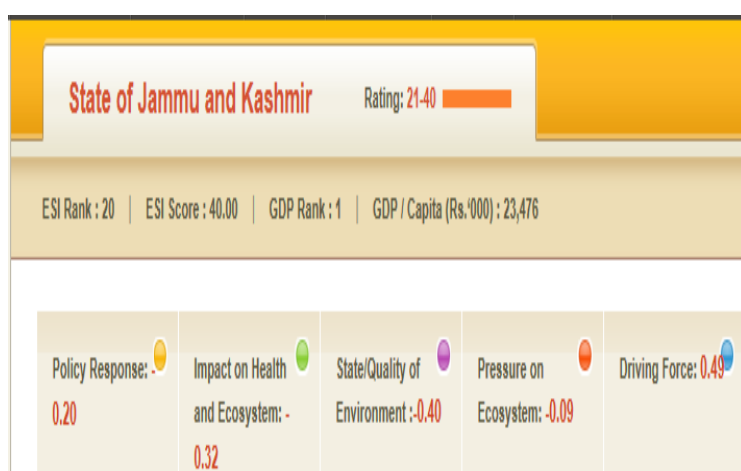 State of Jammu and Kashmir Rating: 21-40
ESI Rank : 20 | ESI Score : 40.00 | GDP Rank : 1 | GDP / Capita (Rs.'000) : 23,476
Policy Response: -
0.20
Impact on Health
and Ecosystem: -
0.32
State/Quality of
Environment :-0.40
Pressure on
Ecosystem: -0.09
Driving Force: 0.49